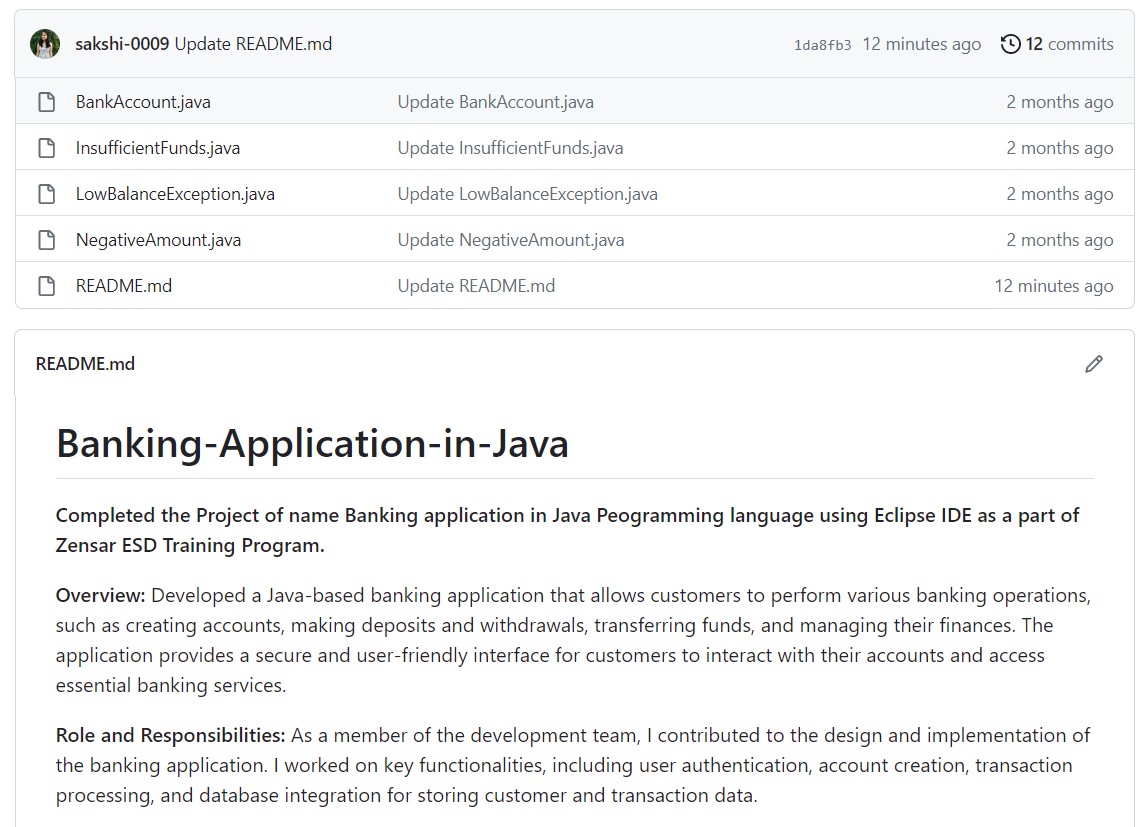 sakshi-0009 Update README.md 1da8fb3 12 minutes ago 12 commits
BankAccount.java Update BankAccount.java 2 months ago
InsufficientFunds.java Update InsufficientFunds.java 2 months ago
LowBalanceException.java Update LowBalanceException.java 2 months ago
NegativeAmount.java Update NegativeAmount.java 2 months ago
README.md Update README.md 12 minutes ago
README.md
Banking-Application-in-Java
Completed the Project of name Banking application in Java Peogramming language using Eclipse IDE as a part of
Zensar ESD Training Program.
Overview: Developed a Java-based banking application that allows customers to perform various banking operations,
such as creating accounts, making deposits and withdrawals, transferring funds, and managing their finances. The
application provides a secure and user-friendly interface for customers to interact with their accounts and access
essential banking services.
Role and Responsibilities: As a member of the development team, I contributed to the design and implementation of
the banking application. I worked on key functionalities, including user authentication, account creation, transaction
processing, and database integration for storing customer and transaction data.